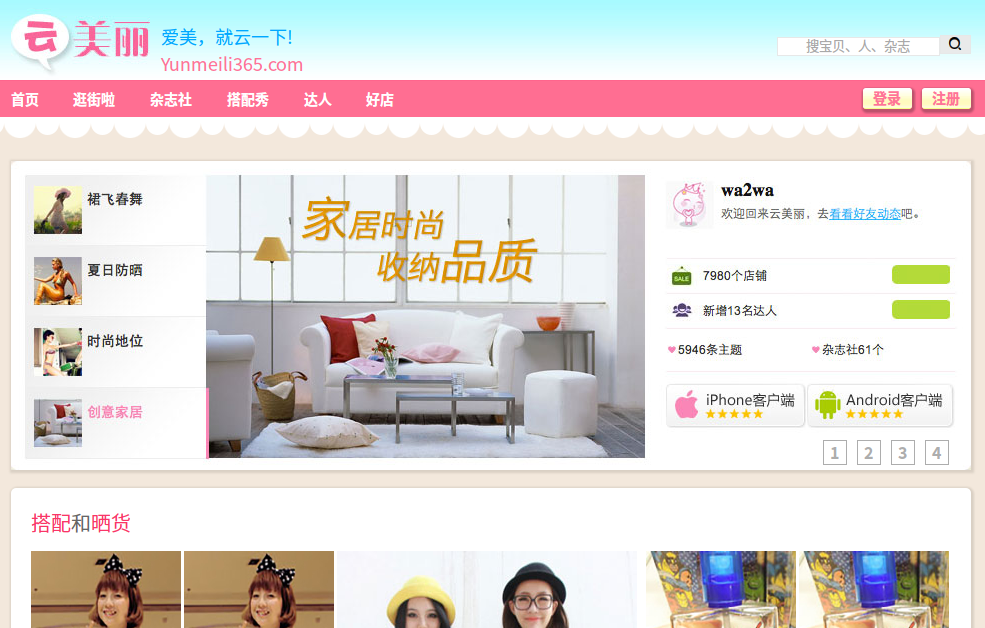 云美丽
爱美，就云一下!
Yunmeili365.com
搜宝贝、人、杂志
首页 逛街啦 杂志社 搭配秀 达人 好店
登录 注册
裙飞春舞
夏日防晒
时尚地位
创意家居
家居时尚
收纳品质
wa2wa
欢迎回来云美丽，去看看好友动态吧。
SALE
7980个店铺
新增13名达人
5946条主题 杂志社61个
iPhone客户端 Android客户端
1 2 3 4
搭配和晒货